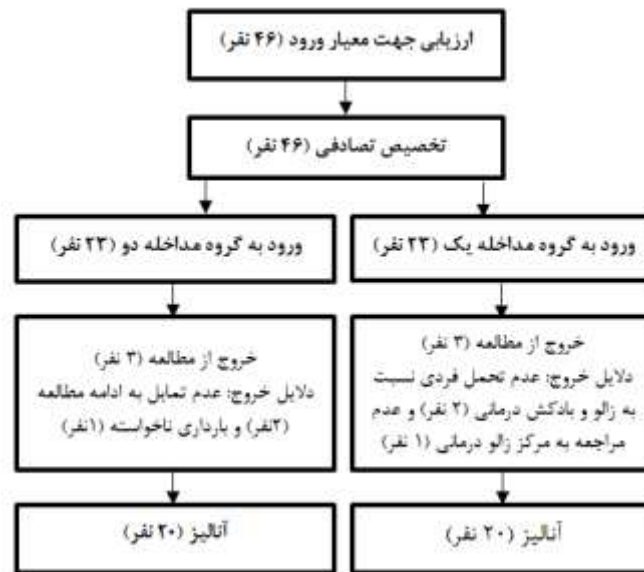 ارزیابی جهت معیار ورود (۴۶ نفر)
تخصیص تصادفی (۴۶ نفر)
ورود به گروه مداخله یک (۲۳ نفر)
ورود به گروه مداخله دو (۲۳ نفر)
خروج از مطالعه (۳ نفر)
دلایل خروج: عدم تحمل فردی نسبت
به زالو و بادکش درمانی (۲ نفر) و عدم
مراجعه به مرکز زالو درمانی (۱ نفر)
خروج از مطالعه (۳ نفر)
دلایل خروج: عدم تمایل به ادامه مطالعه
(۲نفر) و بارداری ناخواسته (۱نفر)
آنالیز (۲۰ نفر)
آنالیز (۲۰ نفر)